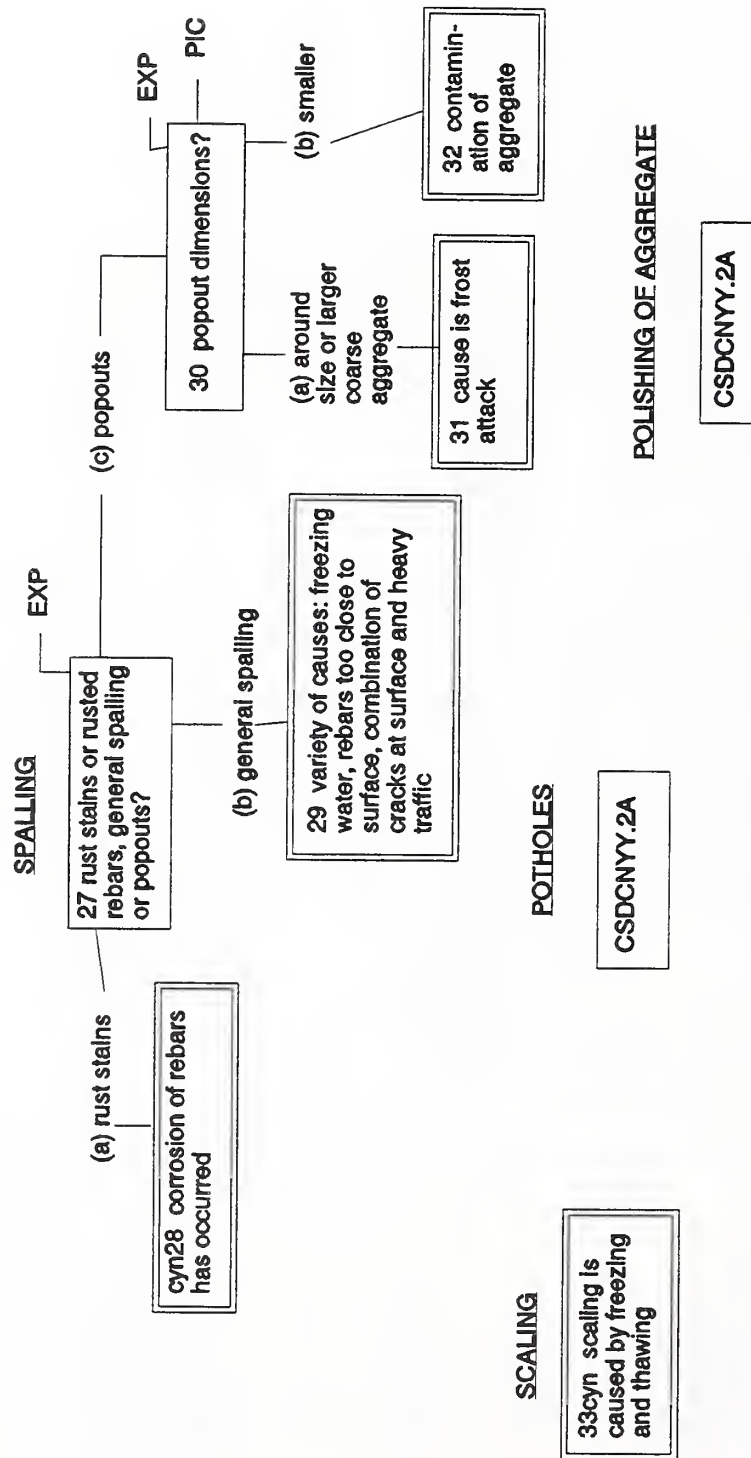 SPALLING
EXP
27 rust stains or rusted
rebars, general spalling
or popouts?
(a) rust stains
cyn28 corrosion of rebars
has occurred
(b) general spalling
29 variety of causes: freezing
water, rebars too close to
surface, combination of
cracks at surface and heavy
traffic
(c) popouts
EXP
PIC
30 popout dimensions?
(a) around
size or larger
coarse
aggregate
31 cause is frost
attack
(b) smaller
32 contamin-
ation of
aggregate
SCALING
33cyn scaling is
caused by freezing
and thawing
POTHOLES
CSDCNYY.2A
POLISHING OF AGGREGATE
CSDCNYY.2A